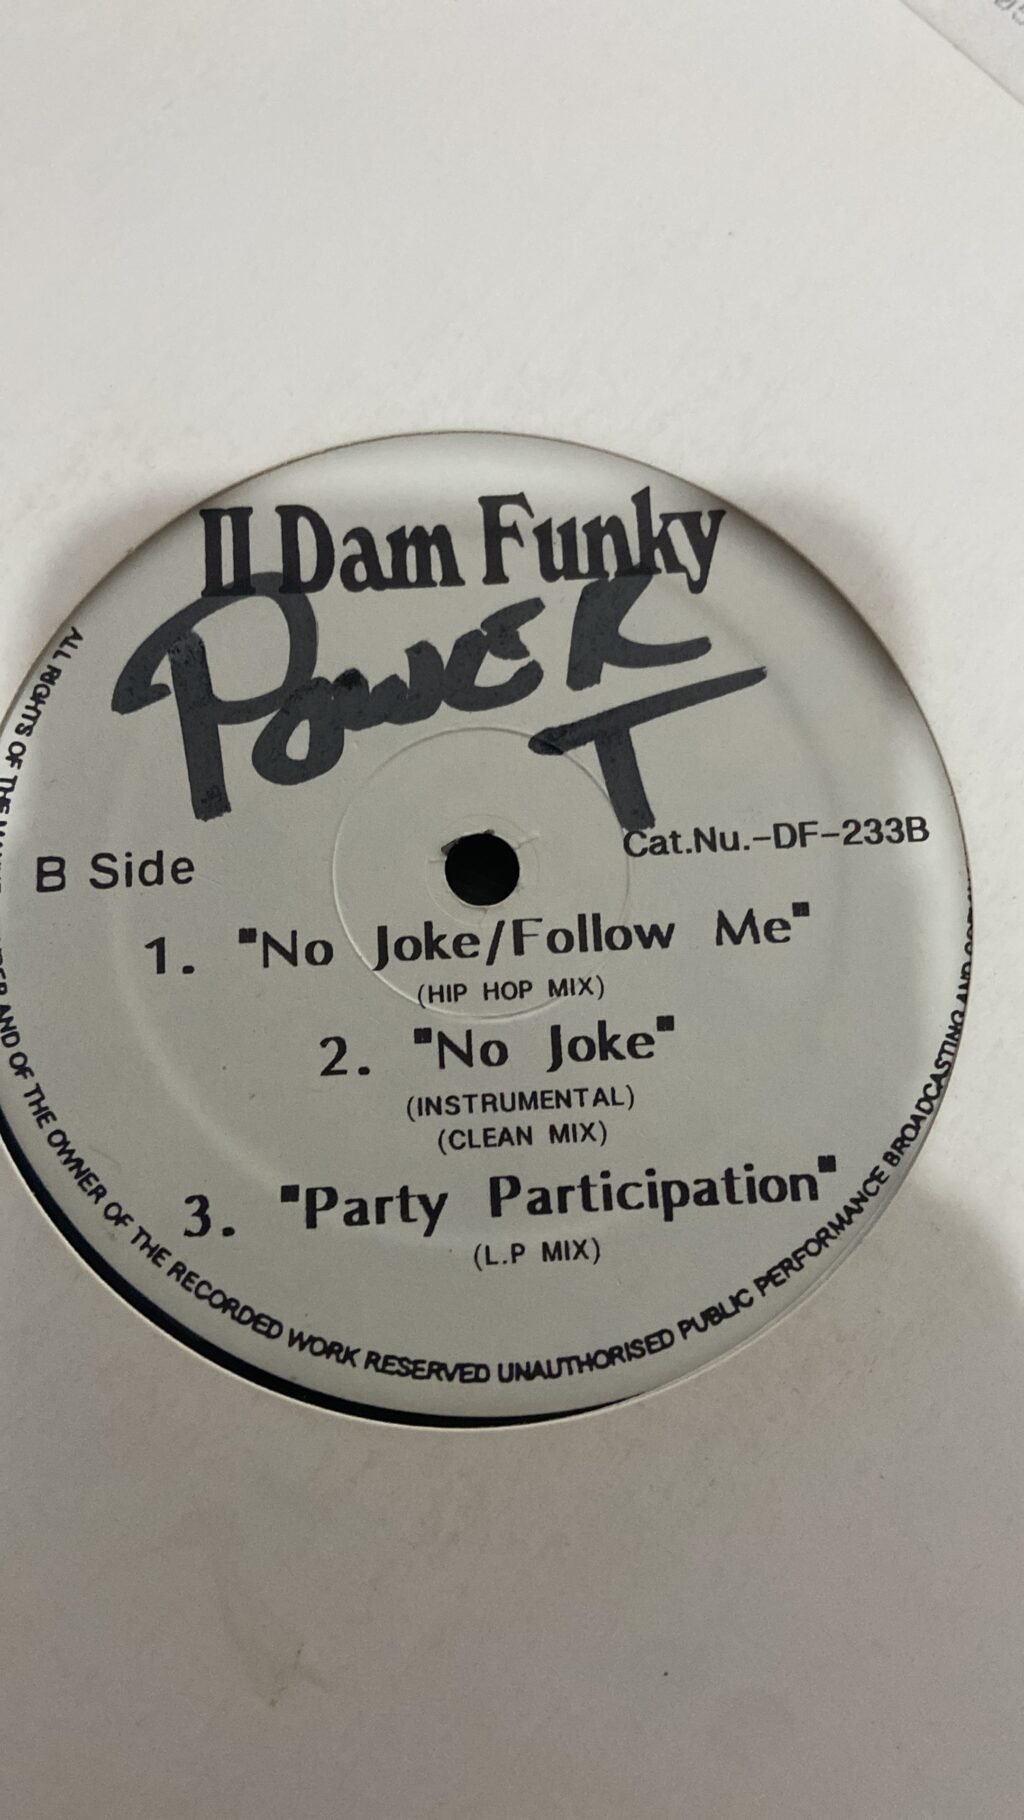 II Dam Funky
POWER
T
Cat.Nu.-DF-233B
B Side
1. "No Joke/Follow Me"
(HIP HOP MIX)
2. "No Joke"
(INSTRUMENTAL)
(CLEAN MIX)
3. "Party Participation"
(L.P MIX)
ALL RIGHTS OF THE AND OF THE OWNER OF THE RECORDED WORK RESERVED UNAUTHORISED PUBLIC PERFORMANCE BROADCASTING AND